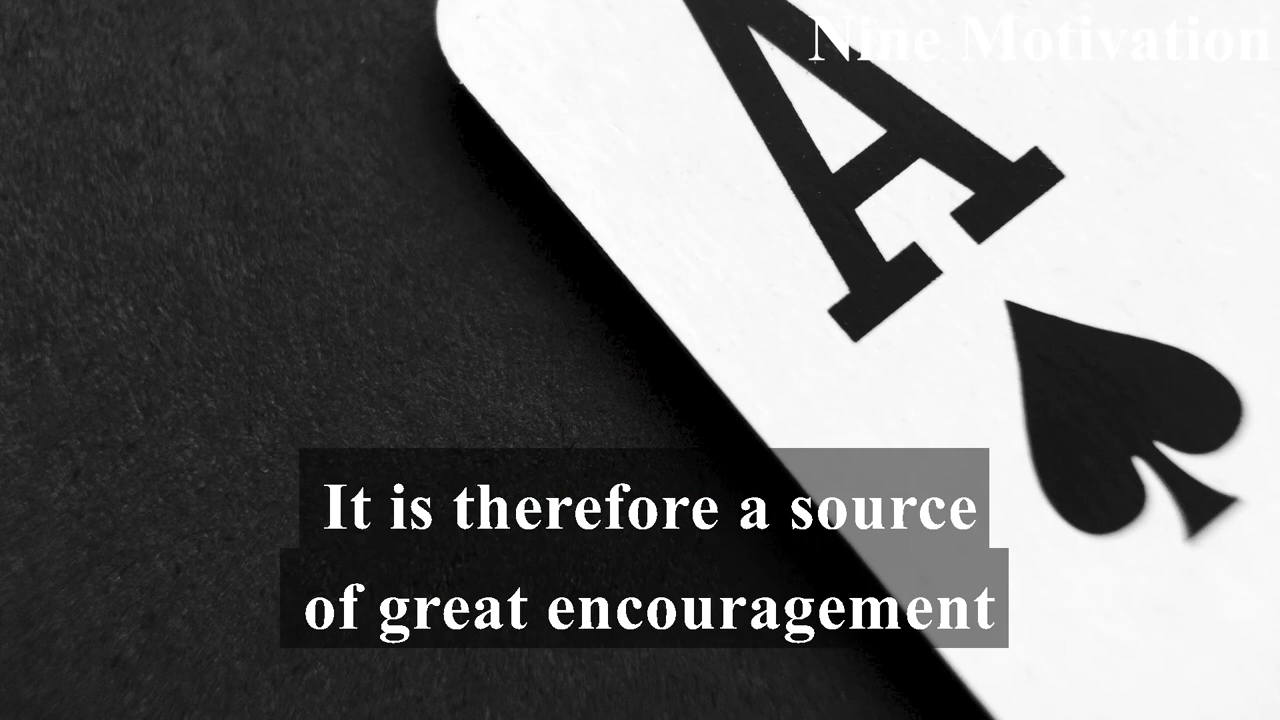 Nine Motivation
A
It is therefore a source
of great encouragement